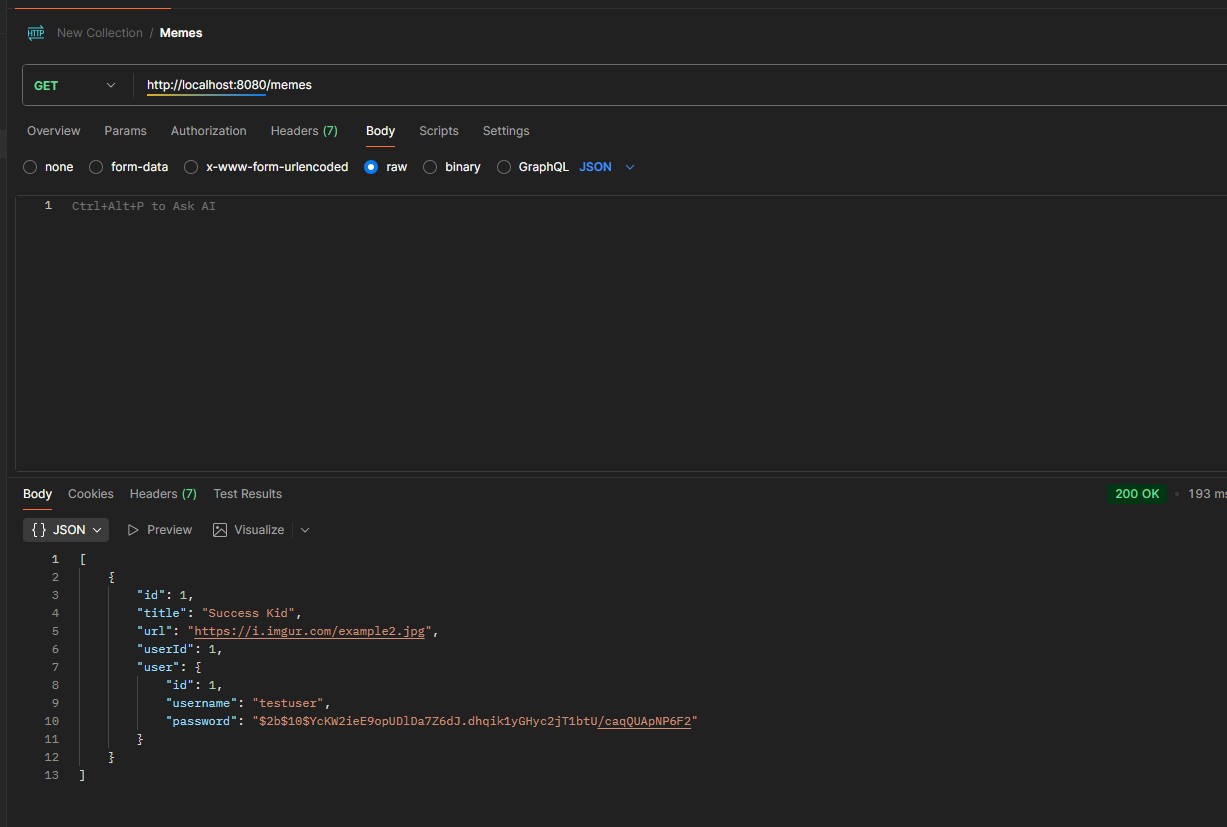 HTTP New Collection / Memes
GET http://localhost:8080/memes
Overview Params Authorization Headers (7) Body Scripts Settings
none form-data x-www-form-urlencoded raw binary GraphQL JSON
1 Ctrl+Alt+P to Ask AI
Body Cookies Headers (7) Test Results 200 OK • 193 ms
{} JSON Preview Visualize
1 [
2 {
3 "id": 1,
4 "title": "Success Kid",
5 "url": "https://i.imgur.com/example2.jpg",
6 "userId": 1,
7 "user": {
8 "id": 1,
9 "username": "testuser",
10 "password": "$2b$10$YcKW2ieE9opUDlDa7Z6dJ.dhqik1yGHyc2jT1btU/caqQUApNP6F2"
11 }
12 }
13 ]